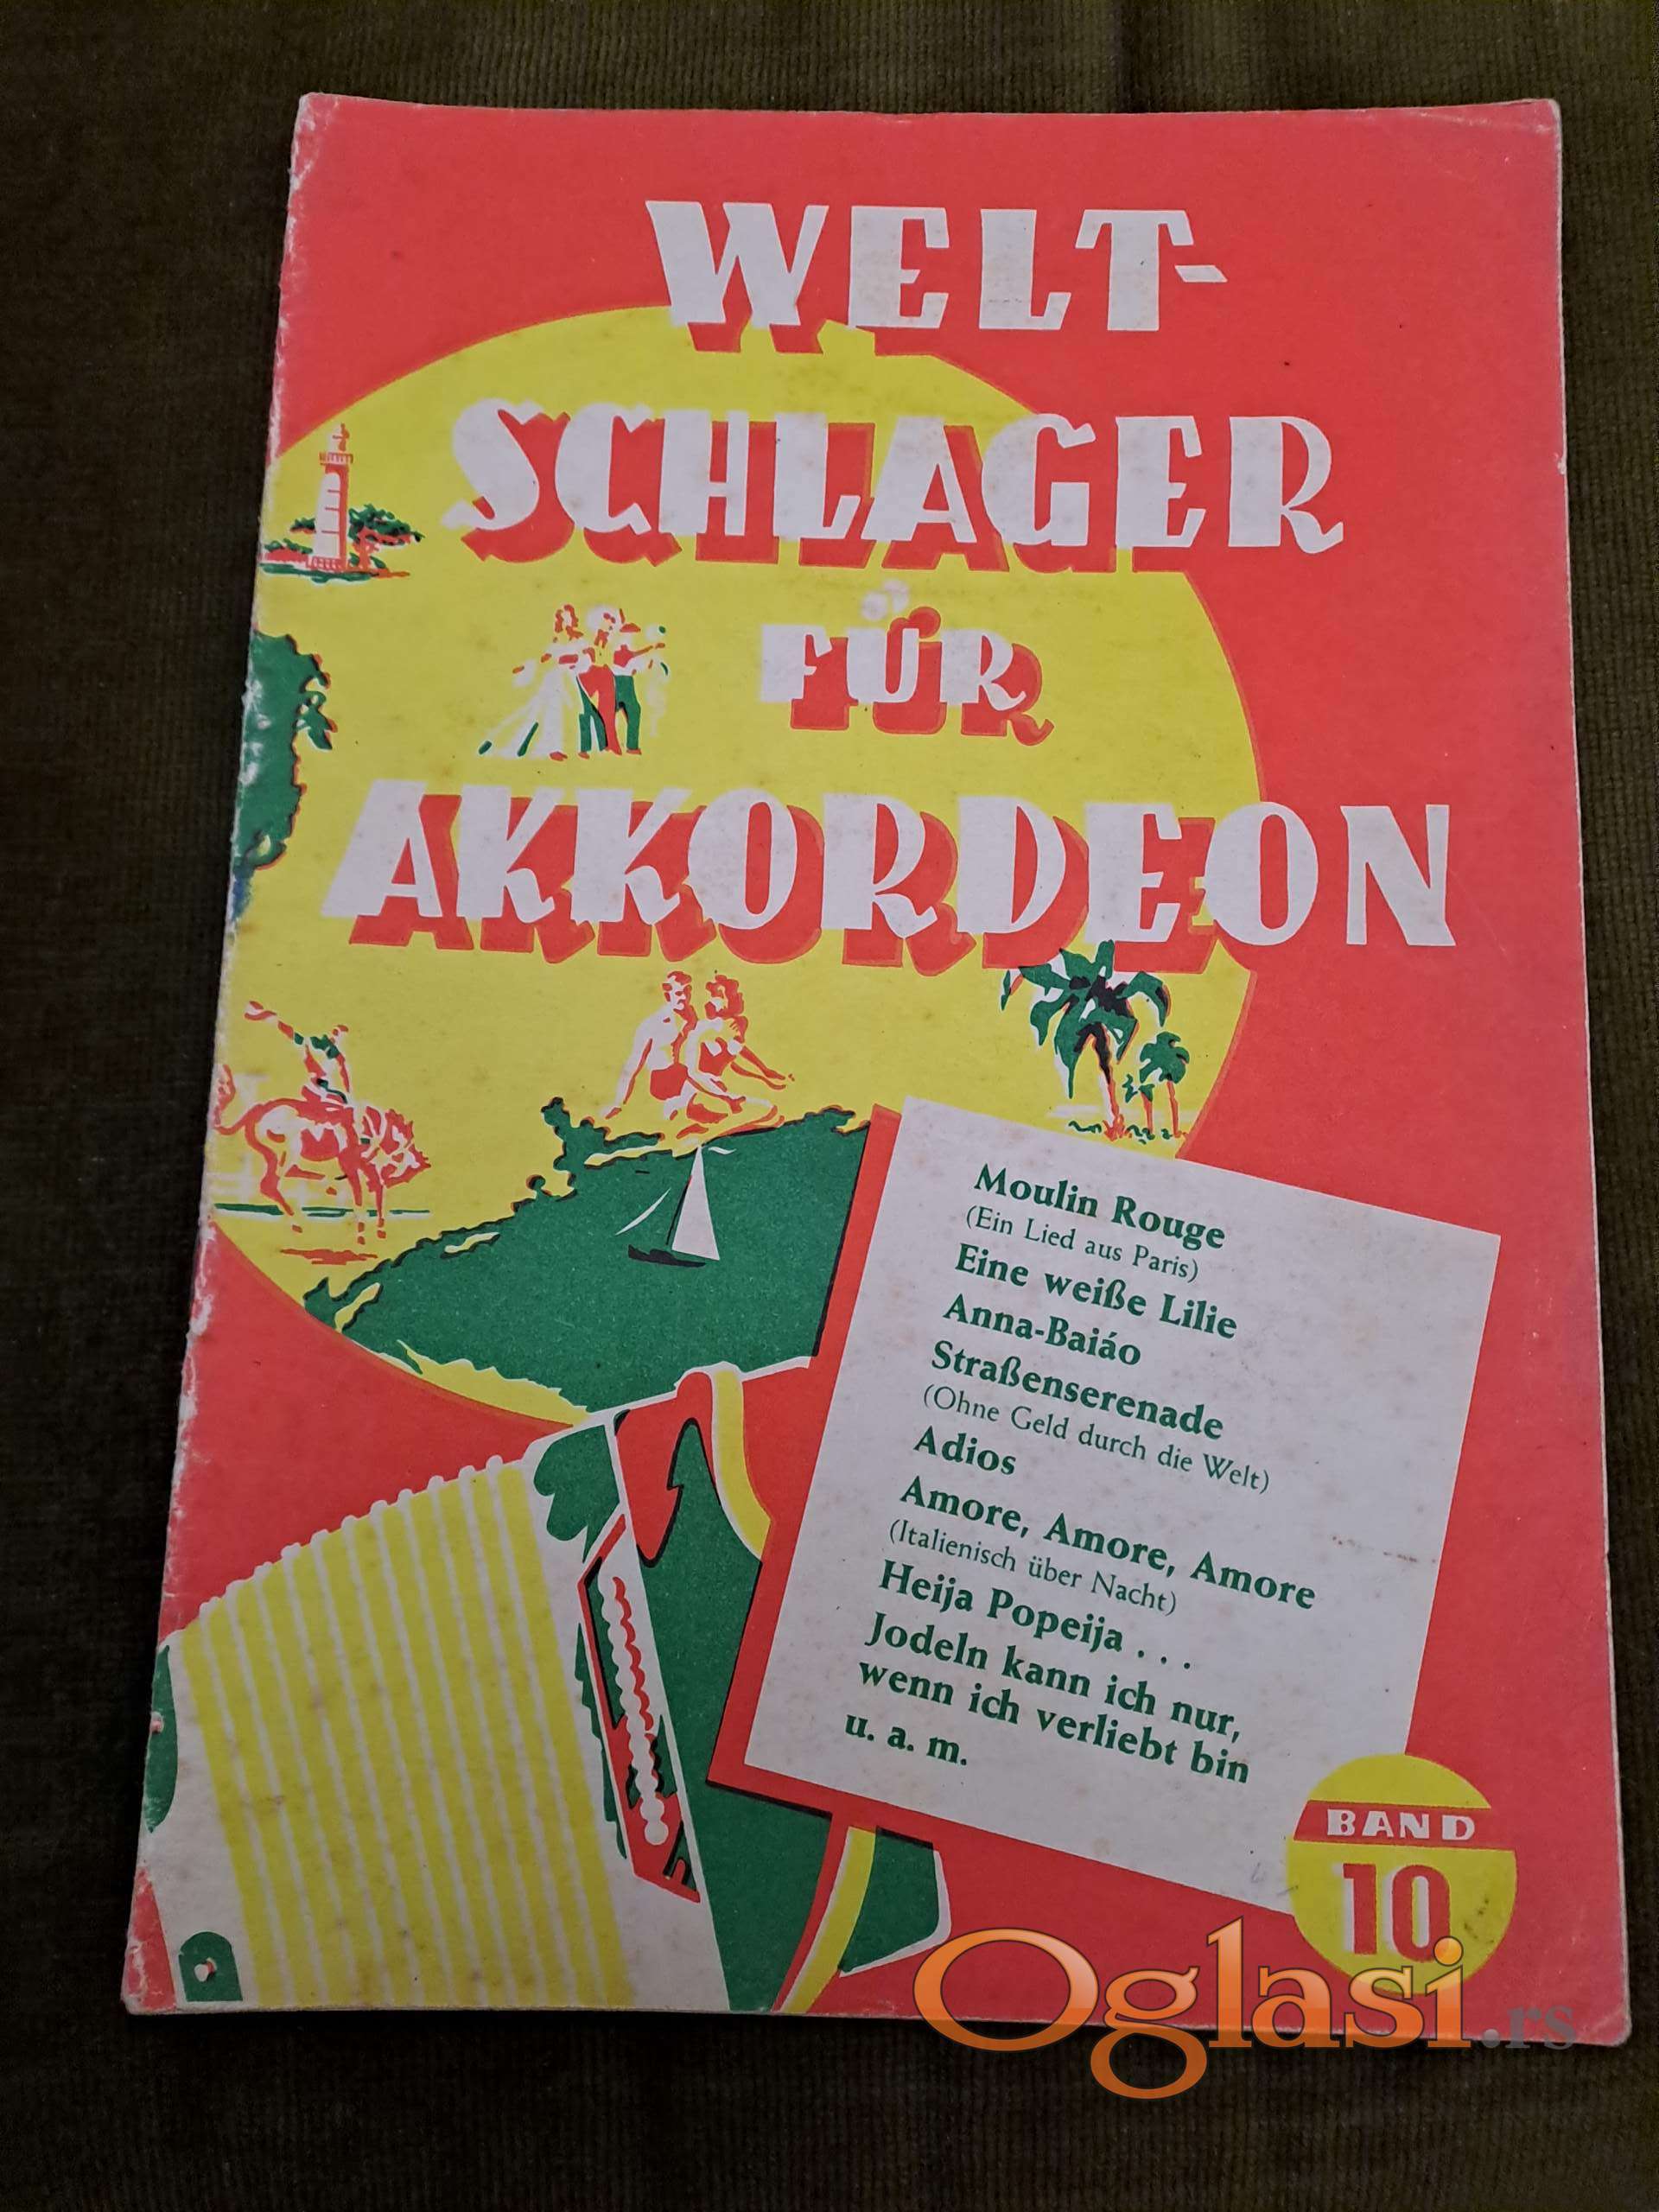 WELT-
SCHLAGER
FÜR
AKKORDEON
Moulin Rouge
(Ein Lied aus Paris)
Eine weiße Lilie
Anna-Baiáo
Straßenserenade
(Ohne Geld durch die Welt)
Adios
Amore, Amore, Amore
(Italienisch über Nacht)
Heija Popeija . . .
Jodeln kann ich nur,
wenn ich verliebt bin
u. a. m.
BAND
10
Oglasi.rs